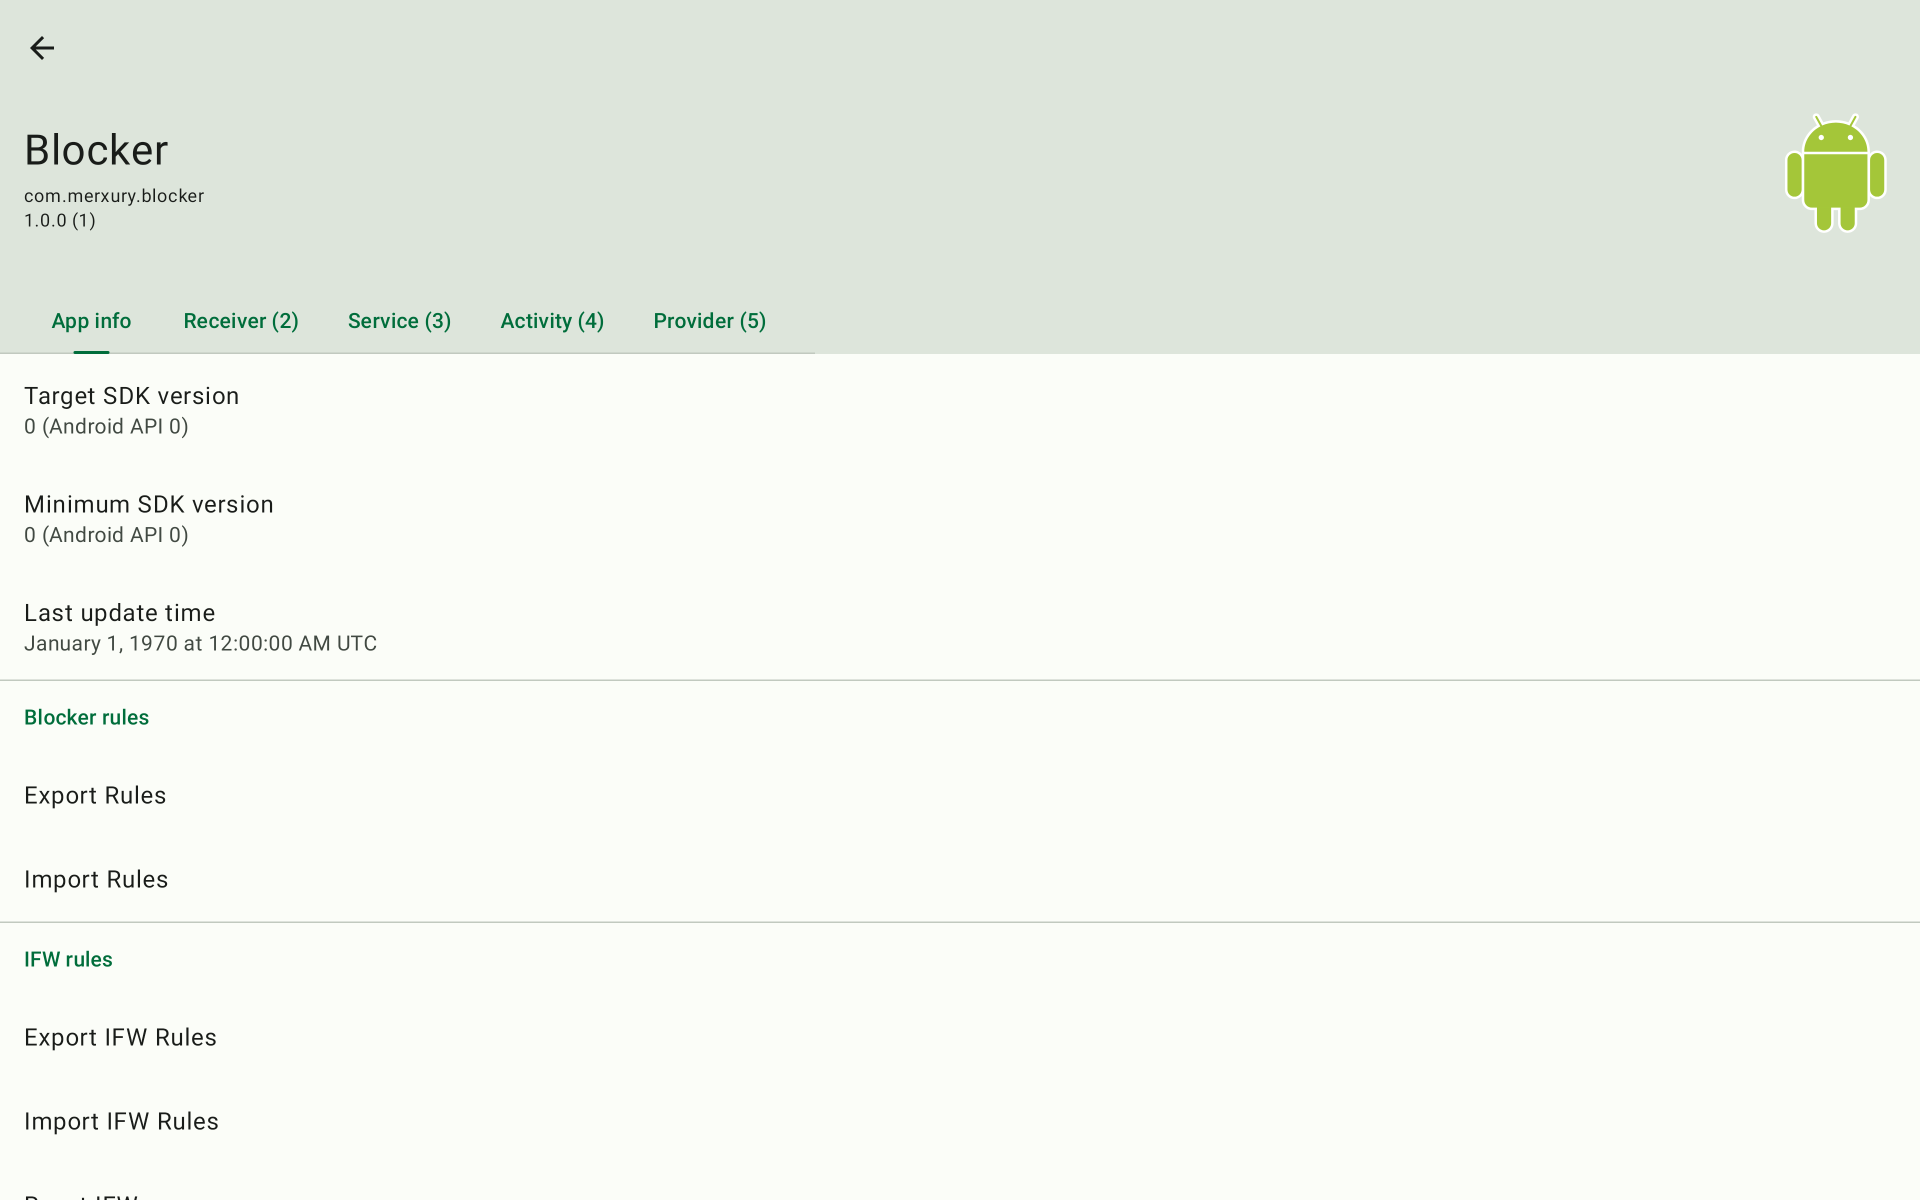 Blocker
com.merxury.blocker
1.0.0 (1)
App info
Receiver (2)
Service (3)
Activity (4)
Provider (5)
Target SDK version
0 (Android API 0)
Minimum SDK version
0 (Android API 0)
Last update time
January 1, 1970 at 12:00:00 AM UTC
Blocker rules
Export Rules
Import Rules
IFW rules
Export IFW Rules
Import IFW Rules